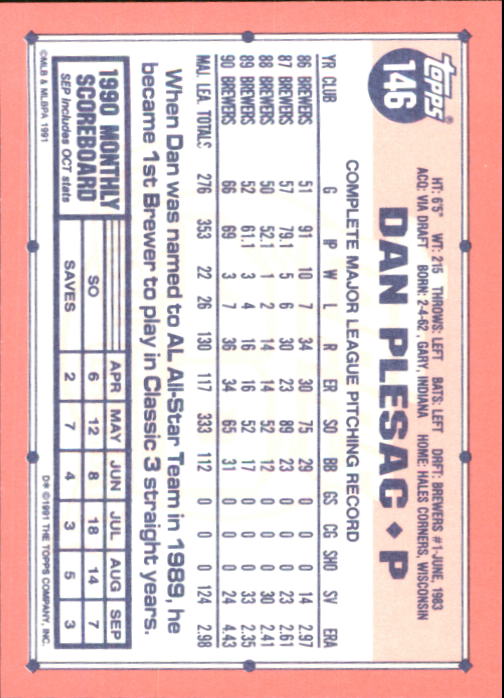 topps®
146
HT: 6'5" WT: 215 THROWS: LEFT BATS: LEFT DRFT: BREWERS #1-JUNE, 1983
ACQ: VIA DRAFT BORN: 2-4-62, GARY, INDIANA HOME: HALES CORNERS, WISCONSIN
DAN PLESAC ♦ P
COMPLETE MAJOR LEAGUE PITCHING RECORD
YR CLUB G IP W L R ER SO BB GS CG SHO SV ERA
86 BREWERS 51 91 10 7 34 30 75 29 0 0 0 14 2.97
87 BREWERS 57 79.1 5 6 30 23 89 23 0 0 0 23 2.61
88 BREWERS 50 52.1 1 2 14 14 52 12 0 0 0 30 2.41
89 BREWERS 52 61.1 3 4 16 16 52 17 0 0 0 33 2.35
90 BREWERS 66 69 3 7 36 34 65 31 0 0 0 24 4.43
MAJ. LEA. TOTALS 276 353 22 26 130 117 333 112 0 0 0 124 2.98
When Dan was named to AL All-Star Team in 1989, he
became 1st Brewer to play in Classic 3 straight years.
1990 MONTHLY
SCOREBOARD
SEP Includes OCT stats
APR MAY JUN JUL AUG SEP
SO 6 12 8 18 14 7
SAVES 2 7 4 3 5 3
©MLB & MLBPA 1991
D* ©1991 THE TOPPS COMPANY, INC.